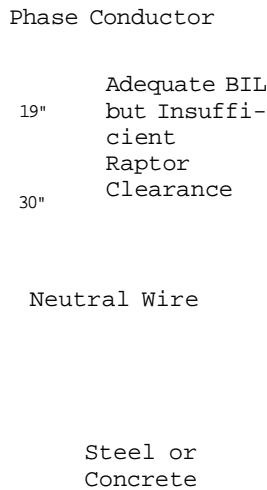 Phase Conductor
Adequate BIL
19"
but Insuffi-
cient
Raptor
Clearance
30"
Neutral Wire
Steel or
Concrete